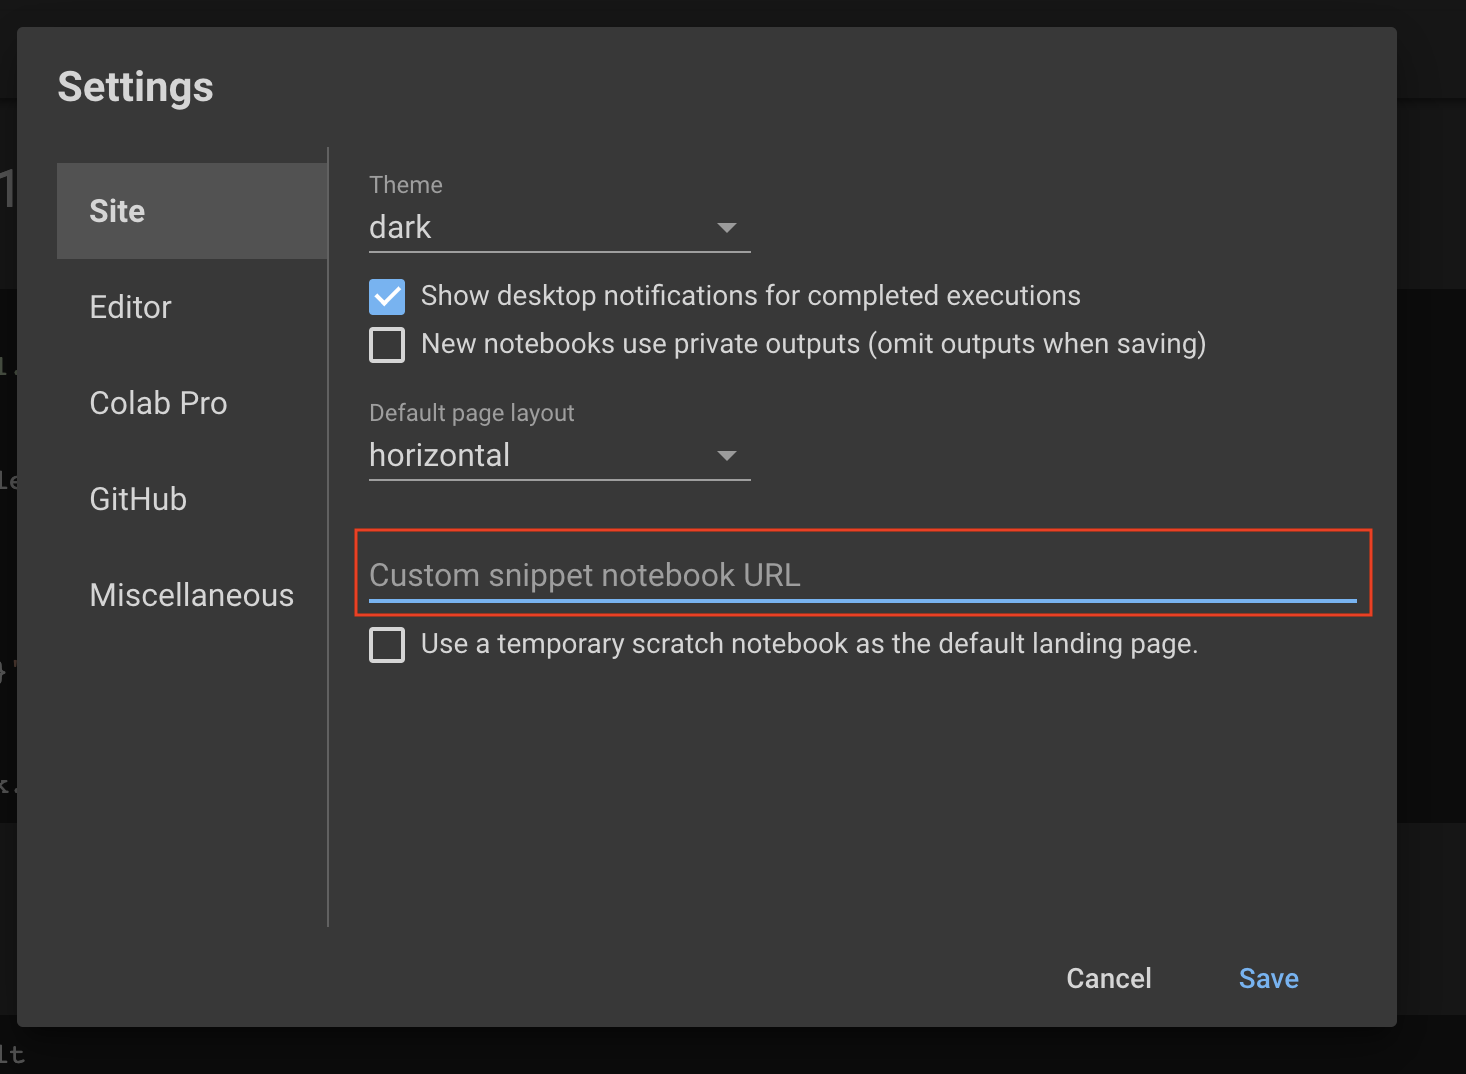 Settings
Site
Editor
Colab Pro
GitHub
Miscellaneous
Theme
dark
Show desktop notifications for completed executions
New notebooks use private outputs (omit outputs when saving)
Default page layout
horizontal
Custom snippet notebook URL
Use a temporary scratch notebook as the default landing page.
Cancel
Save